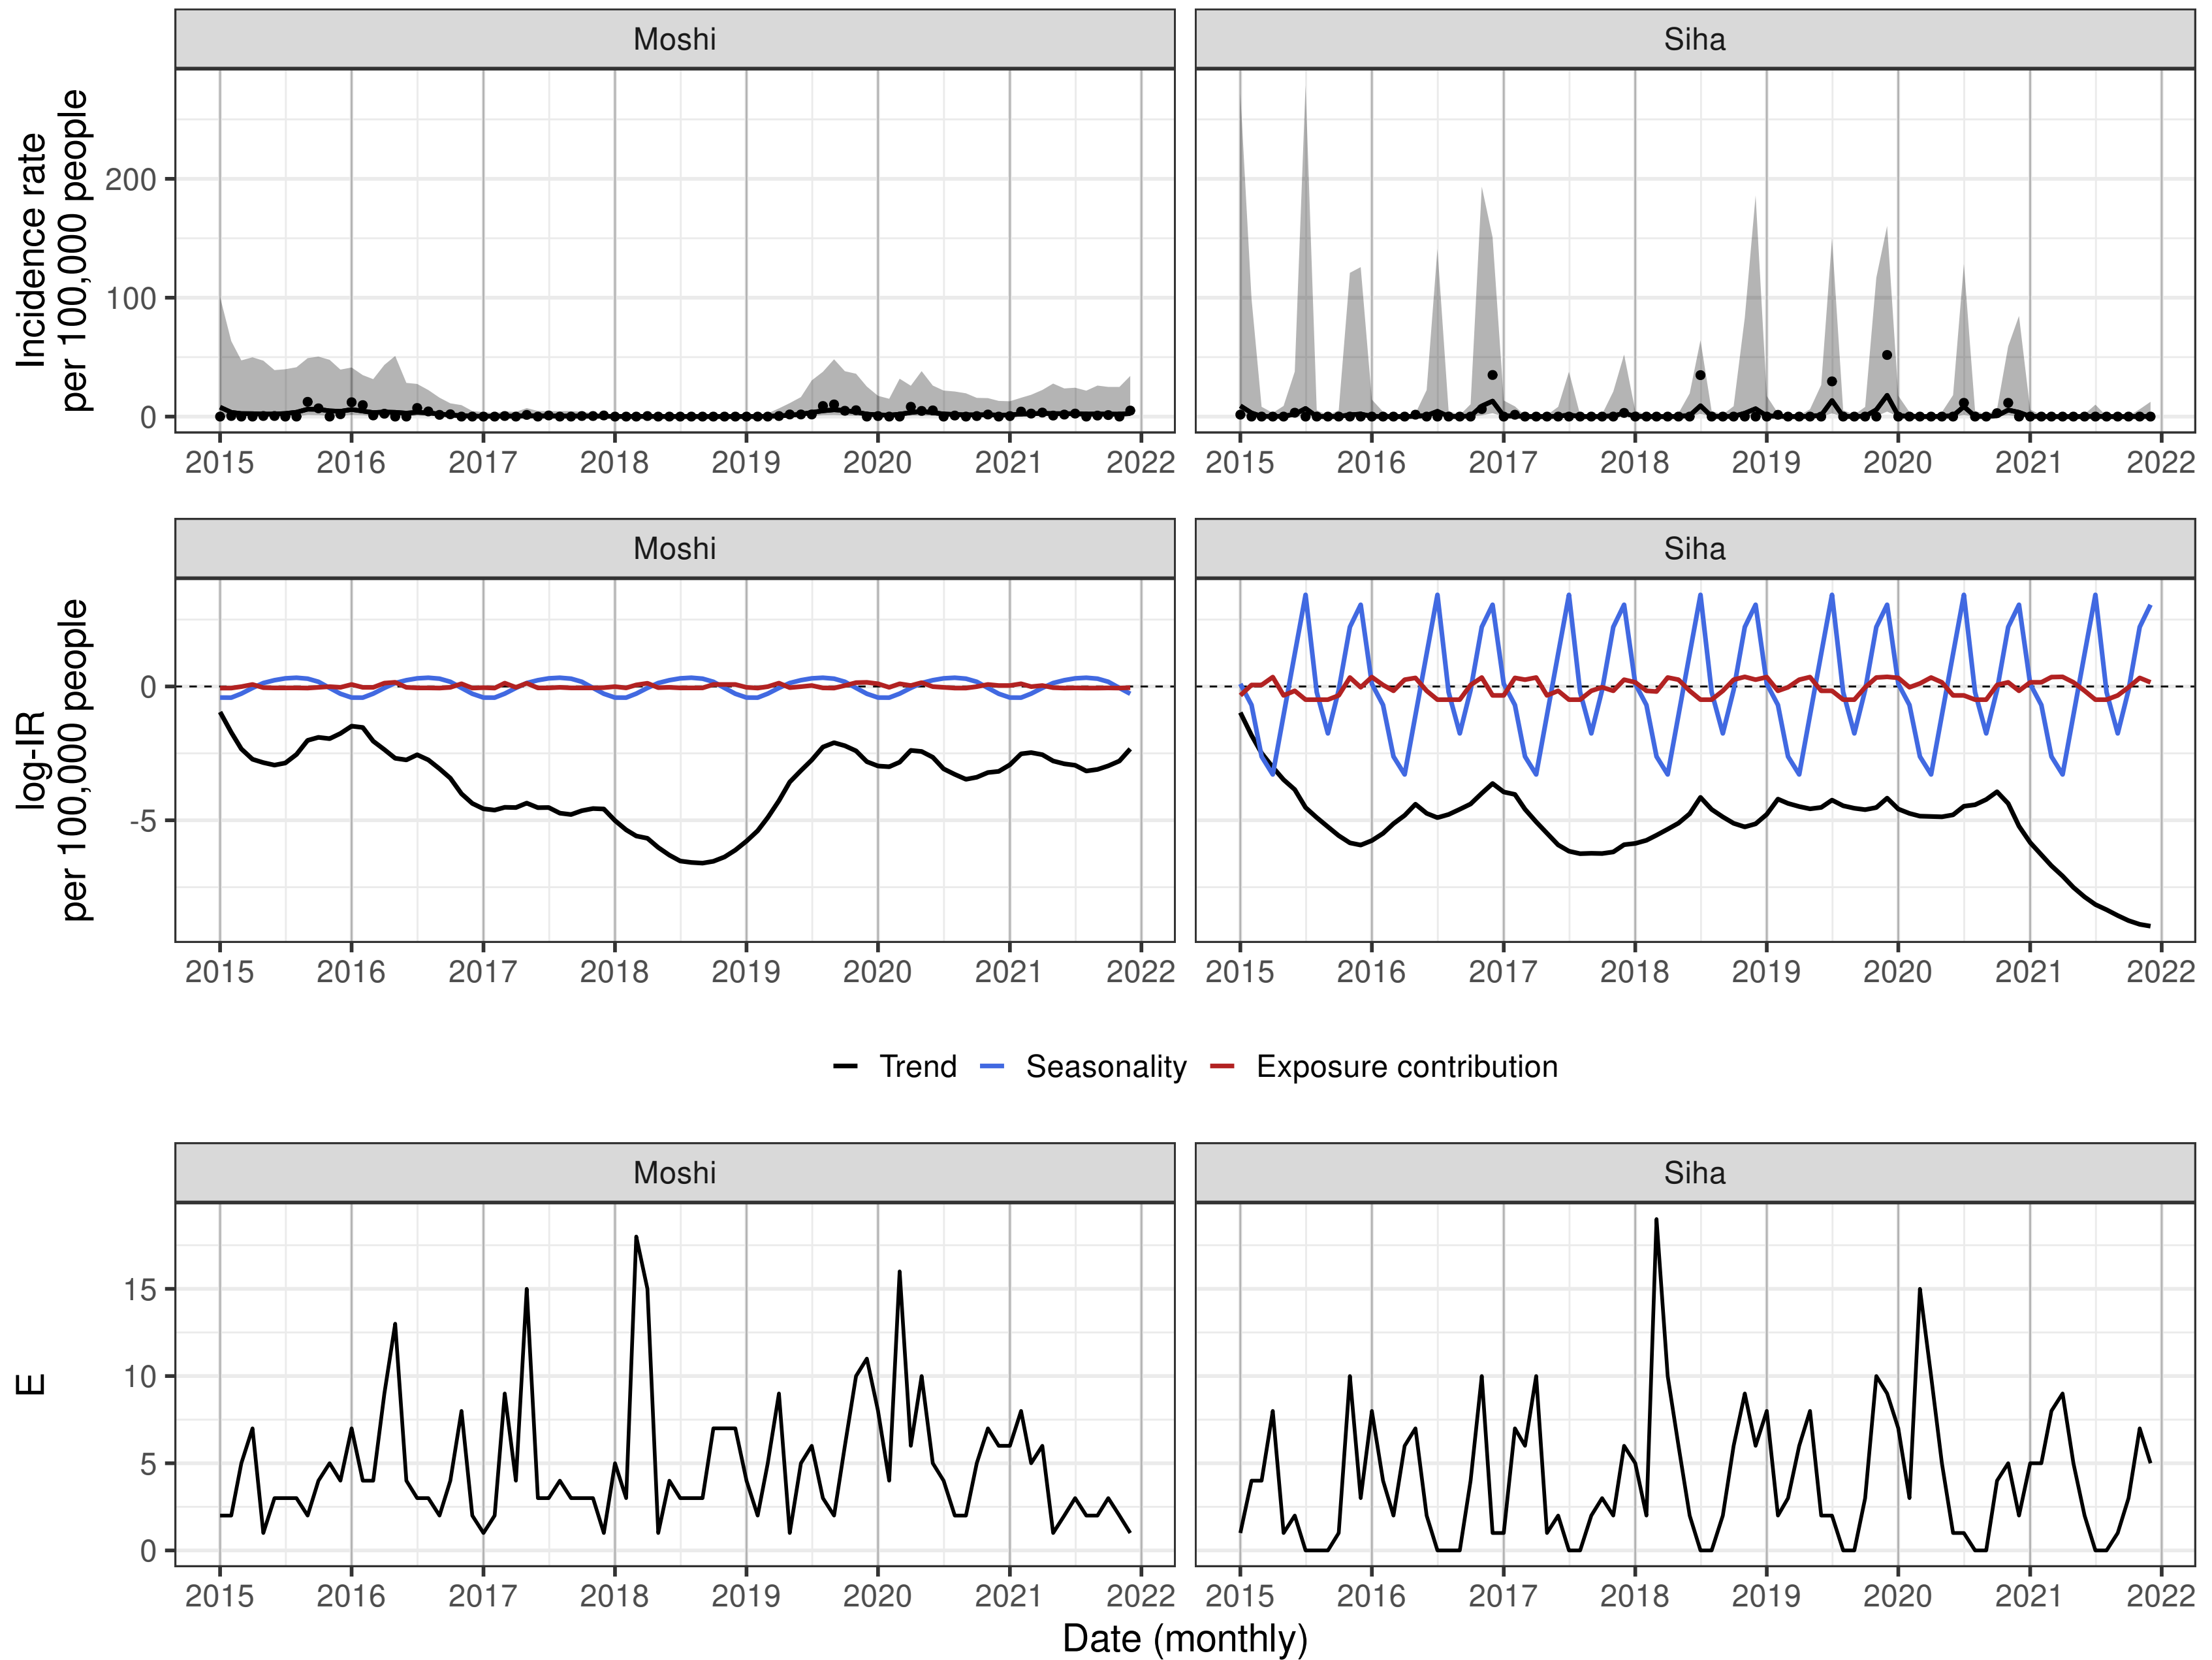 Moshi
Siha
Incidence rate
per 100,000 people
200
100
0
2015 2016 2017 2018 2019 2020 2021 2022
2015 2016 2017 2018 2019 2020 2021 2022
Moshi
Siha
log-IR
per 100,000 people
0
-5
2015 2016 2017 2018 2019 2020 2021 2022
2015 2016 2017 2018 2019 2020 2021 2022
Trend Seasonality Exposure contribution
Moshi
Siha
E
15
10
5
0
2015 2016 2017 2018 2019 2020 2021 2022
2015 2016 2017 2018 2019 2020 2021 2022
Date (monthly)